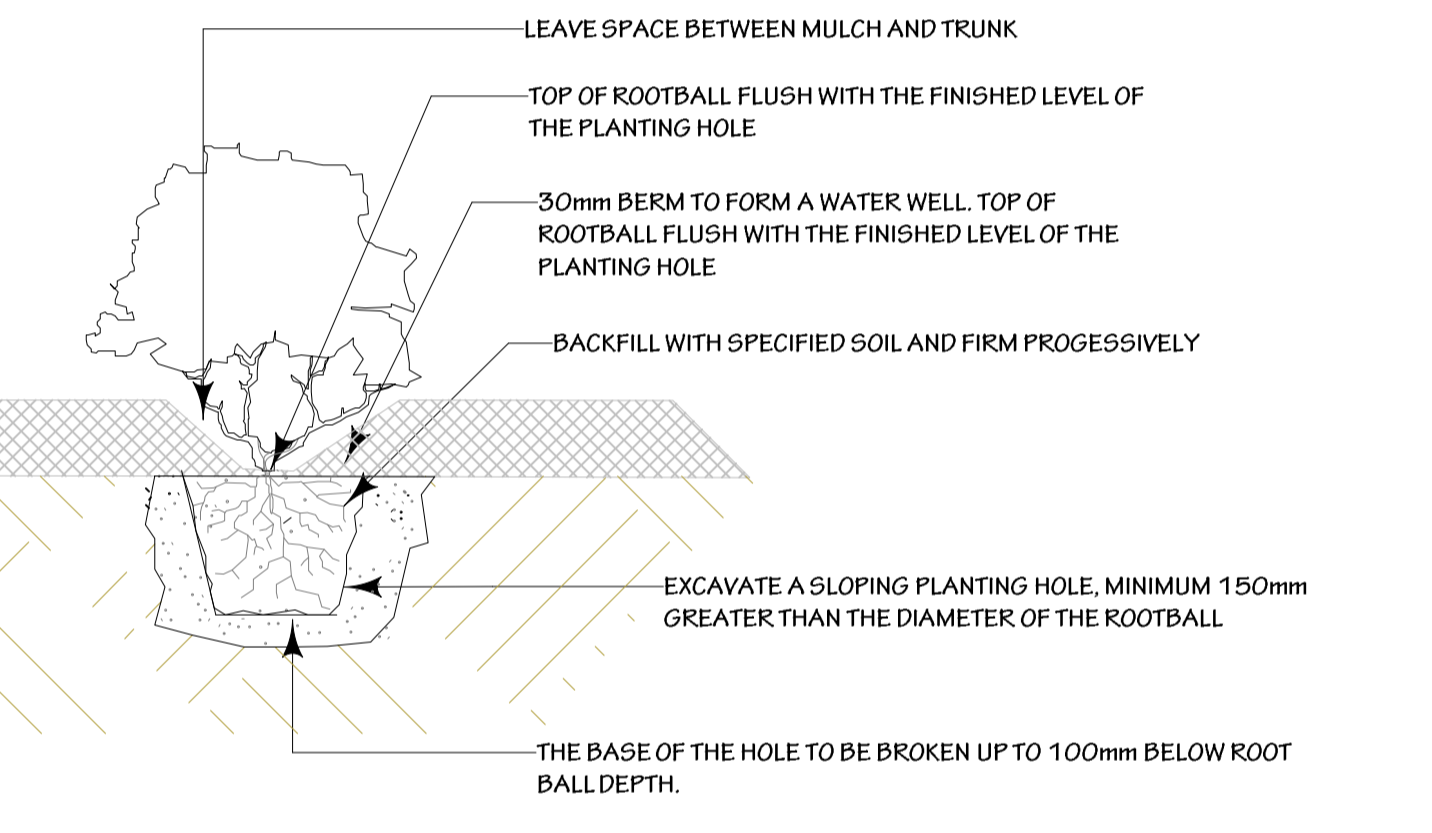 LEAVE SPACE BETWEEN MULCH AND TRUNK
TOP OF ROOTBALL FLUSH WITH THE FINISHED LEVEL OF
THE PLANTING HOLE
30mm BERM TO FORM A WATER WELL. TOP OF
ROOTBALL FLUSH WITH THE FINISHED LEVEL OF THE
PLANTING HOLE
BACKFILL WITH SPECIFIED SOIL AND FIRM PROGESSIVELY
EXCAVATE A SLOPING PLANTING HOLE, MINIMUM 150mm
GREATER THAN THE DIAMETER OF THE ROOTBALL
THE BASE OF THE HOLE TO BE BROKEN UP TO 100mm BELOW ROOT
BALL DEPTH.